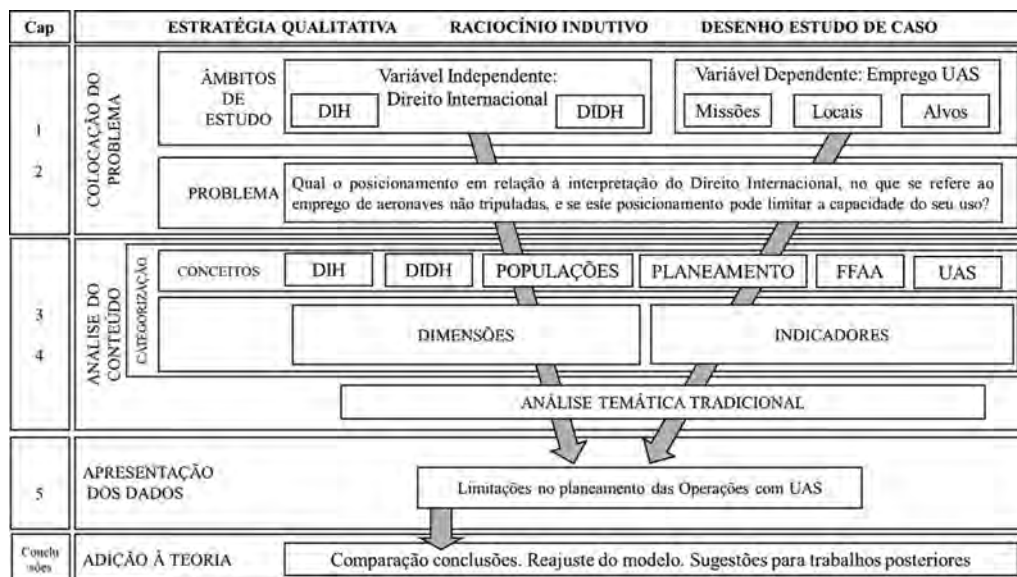 Cap ESTRATÉGIA QUALITATIVA RACIOCÍNIO INDUTIVO DESENHO ESTUDO DE CASO
1
2
COLOCAÇÃO DO
PROBLEMA
ÂMBITOS
DE
ESTUDO
Variável Independente:
Direito Internacional
DIH
DIDH
Variável Dependente: Emprego UAS
Missões
Locais
Alvos
PROBLEMA
Qual o posicionamento em relação à interpretação do Direito Internacional, no que se refere ao
emprego de aeronaves não tripuladas, e se este posicionamento pode limitar a capacidade do seu uso?
3
4
ANÁLISE DO
CONTEÚDO
CATEGORIZAÇÃO
CONCEITOS
DIH
DIDH
POPULAÇÕES
PLANEAMENTO
FFAA
UAS
DIMENSÕES
INDICADORES
ANÁLISE TEMÁTICA TRADICIONAL
5
APRESENTAÇÃO
DOS DADOS
Limitações no planeamento das Operações com UAS
Conclu
sões
ADIÇÃO À TEORIA
Comparação conclusões. Reajuste do modelo. Sugestões para trabalhos posteriores